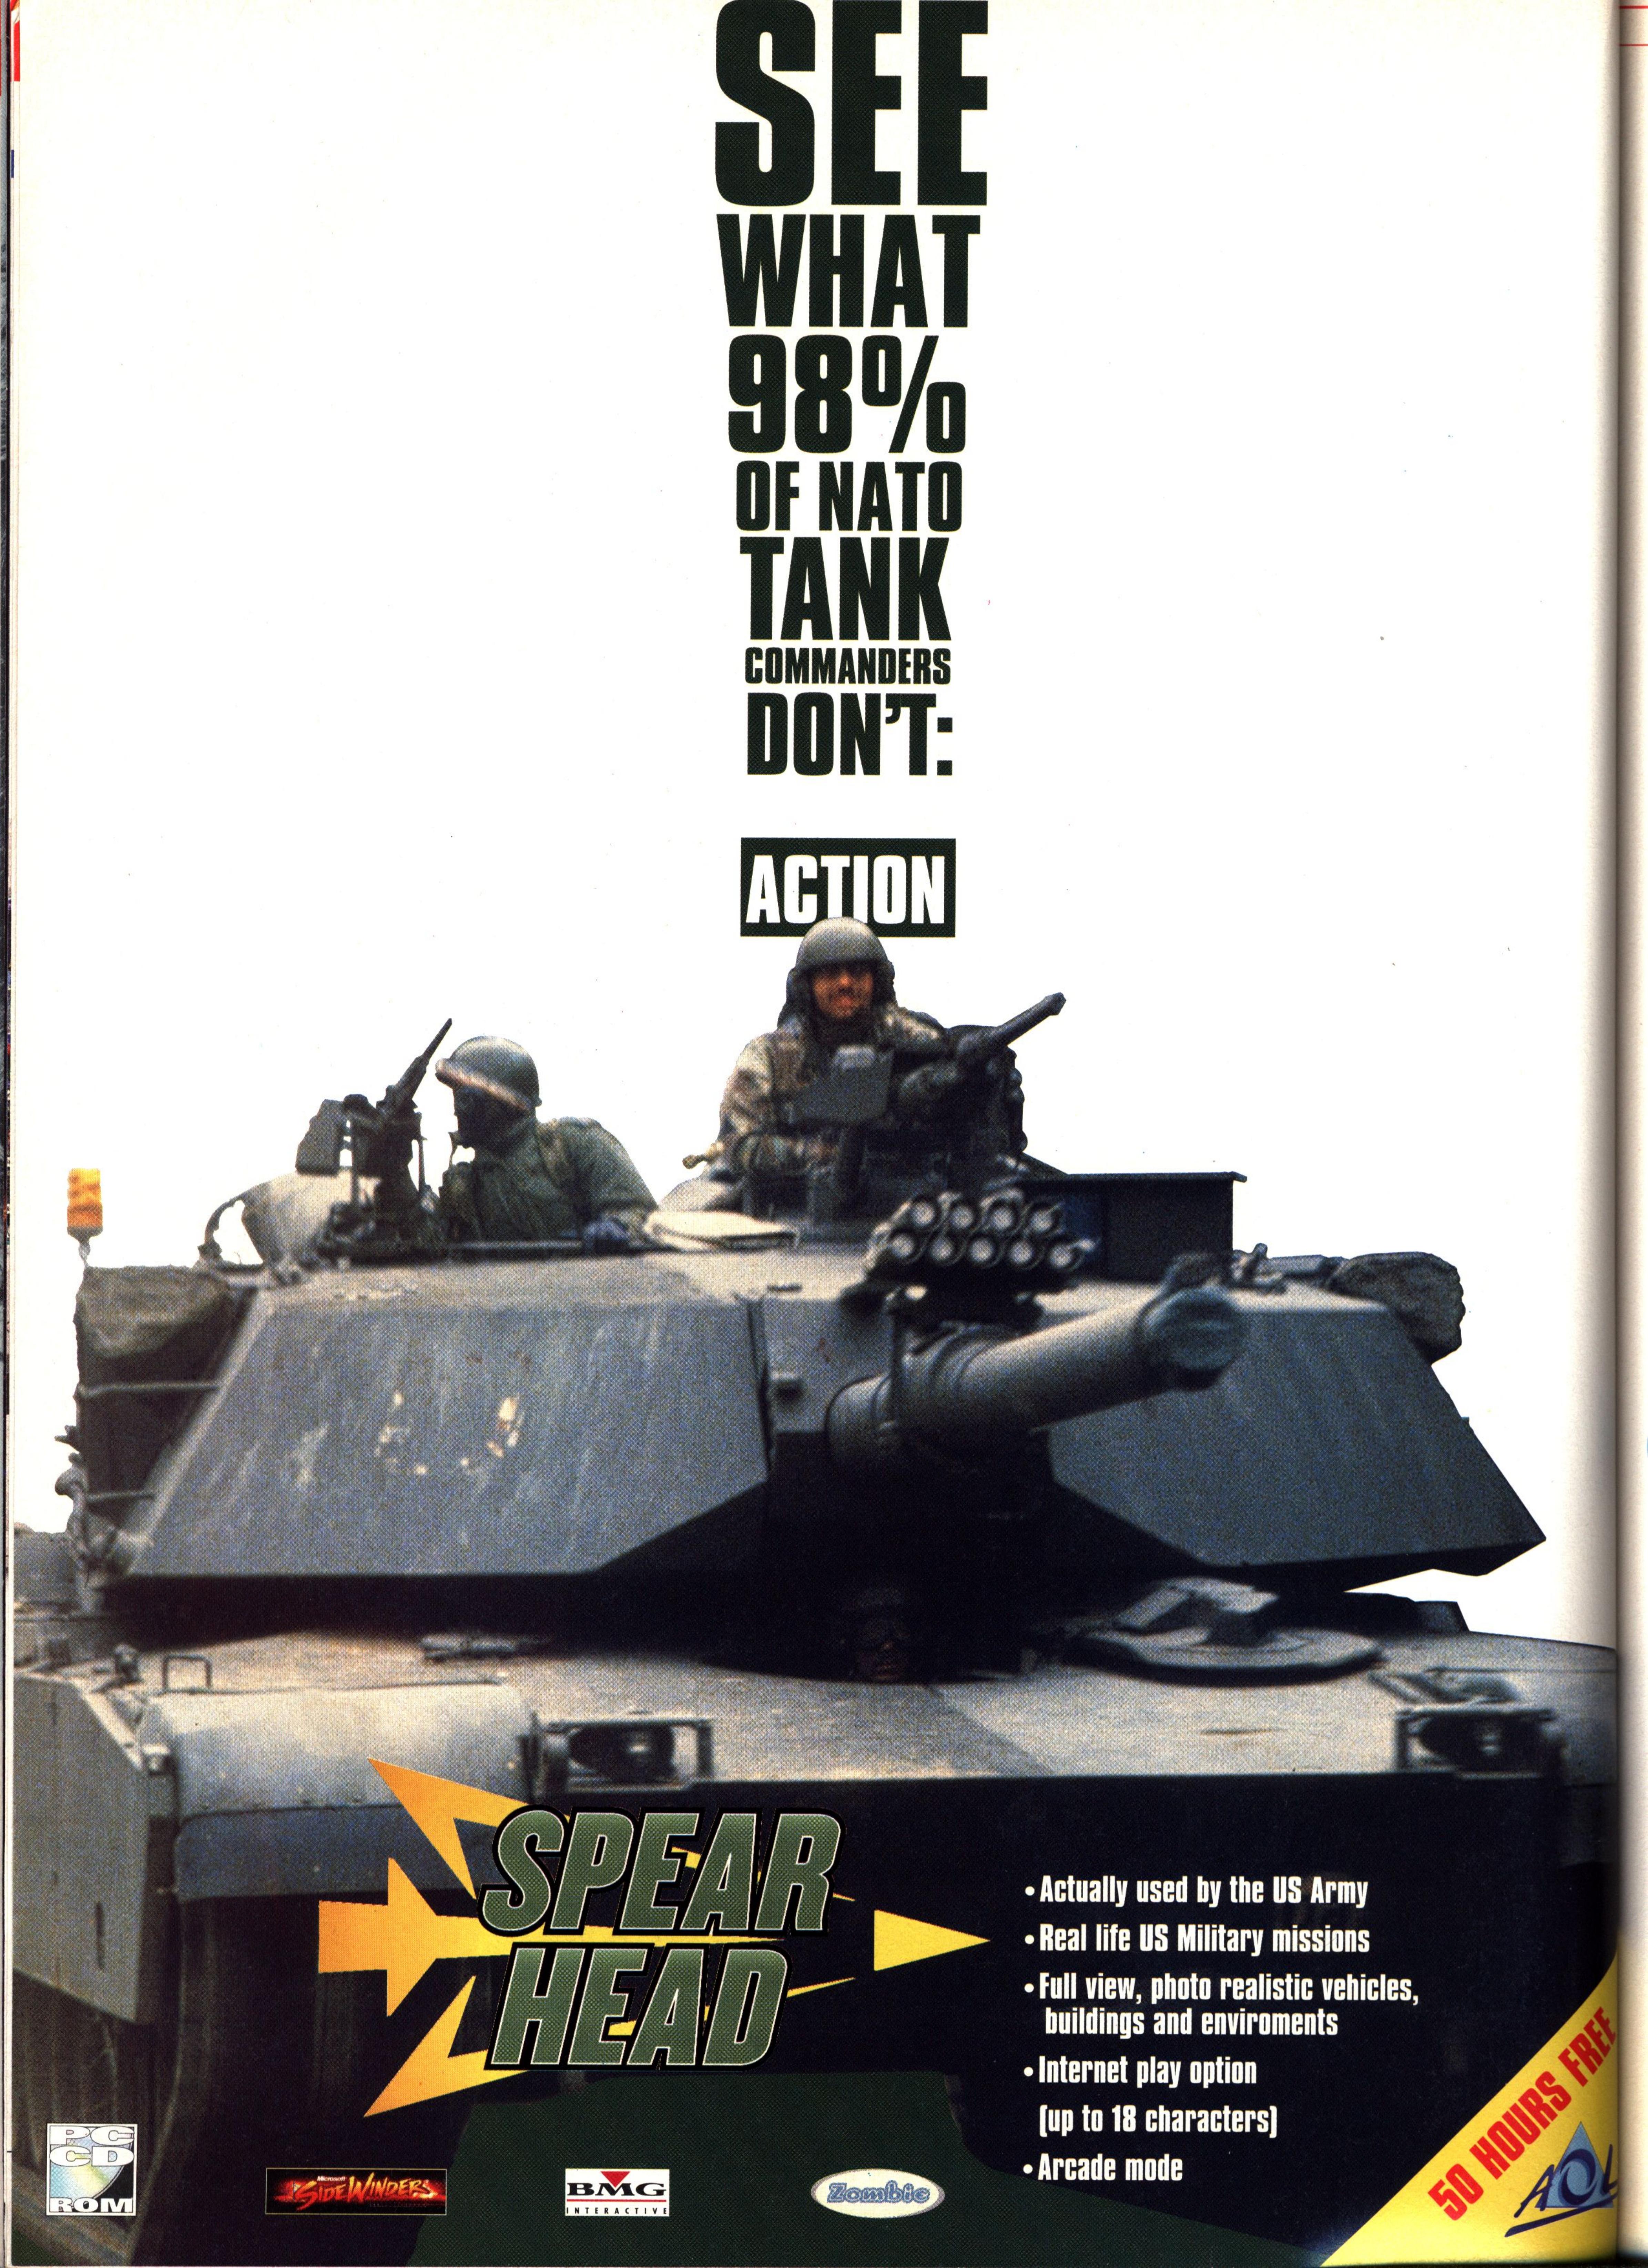 SEE
WHAT
98%
OF NATO
TANK
COMMANDERS
DON'T:
ACTION
SPEAR
HEAD
•Actually used by the US Army
•Real life US Military missions
•Full view, photo realistic vehicles,
buildings and enviroments
•Internet play option
(up to 18 characters)
•Arcade mode
50 HOURS FREE
AOL
PC
CD
ROM
Microsoft
SIDEWINDERS
BMG
INTERACTIVE
Zombie